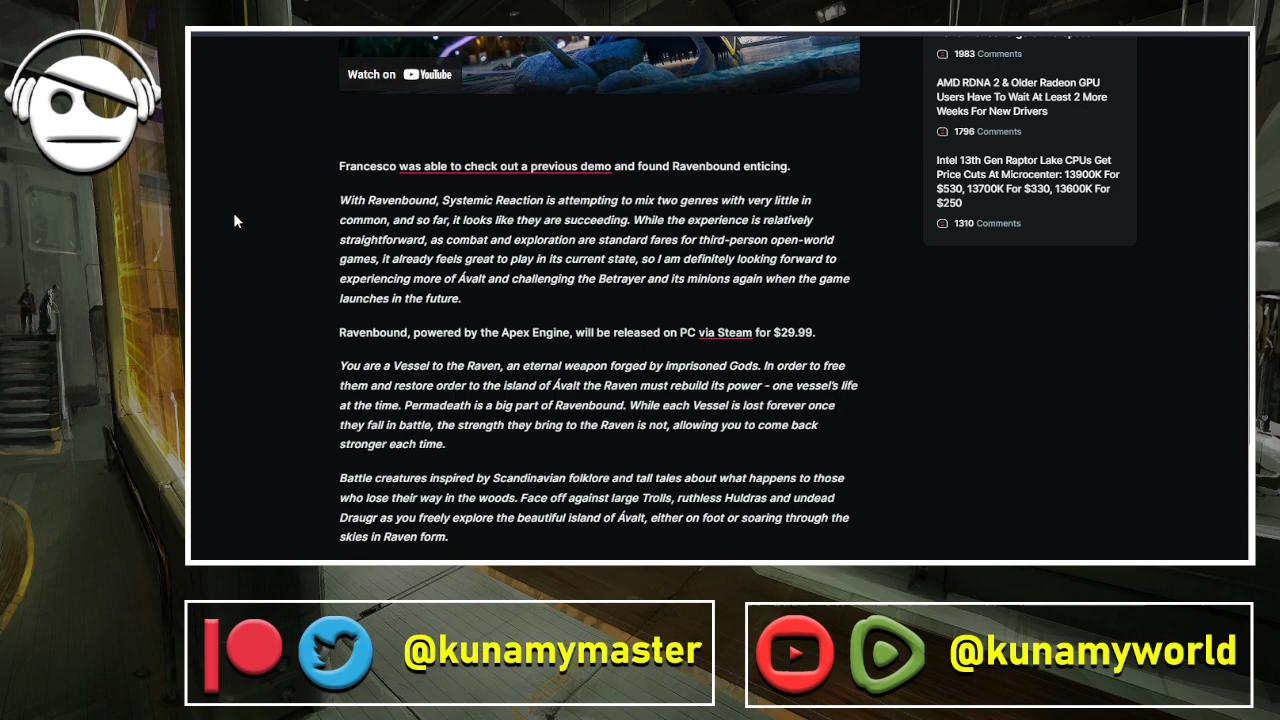 Watch on YouTube
Francesco was able to check out a previous demo and found Ravenbound enticing.
With Ravenbound, Systemic Reaction is attempting to mix two genres with very little in
common, and so far, it looks like they are succeeding. While the experience is relatively
straightforward, as combat and exploration are standard fares for third-person open-world
games, it already feels great to play in its current state, so I am definitely looking forward to
experiencing more of Ávalt and challenging the Betrayer and its minions again when the game
launches in the future.
Ravenbound, powered by the Apex Engine, will be released on PC via Steam for $29.99.
You are a Vessel to the Raven, an eternal weapon forged by imprisoned Gods. In order to free
them and restore order to the island of Ávalt the Raven must rebuild its power - one vessel's life
at the time. Permadeath is a big part of Ravenbound. While each Vessel is lost forever once
they fall in battle, the strength they bring to the Raven is not, allowing you to come back
stronger each time.
Battle creatures inspired by Scandinavian folklore and tall tales about what happens to those
who lose their way in the woods. Face off against large Trolls, ruthless Huldras and undead
Draugr as you freely explore the beautiful island of Ávalt, either on foot or soaring through the
skies in Raven form.
1983 Comments
AMD RDNA 2 & Older Radeon GPU
Users Have To Wait At Least 2 More
Weeks For New Drivers
1796 Comments
Intel 13th Gen Raptor Lake CPUs Get
Price Cuts At Microcenter: 13900K For
$530, 13700K For $330, 13600K For
$250
1310 Comments
@kunamymaster
@kunamyworld